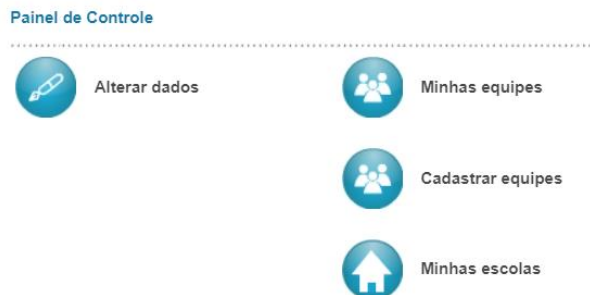 Painel de Controle
Alterar dados
Minhas equipes
Cadastrar equipes
Minhas escolas